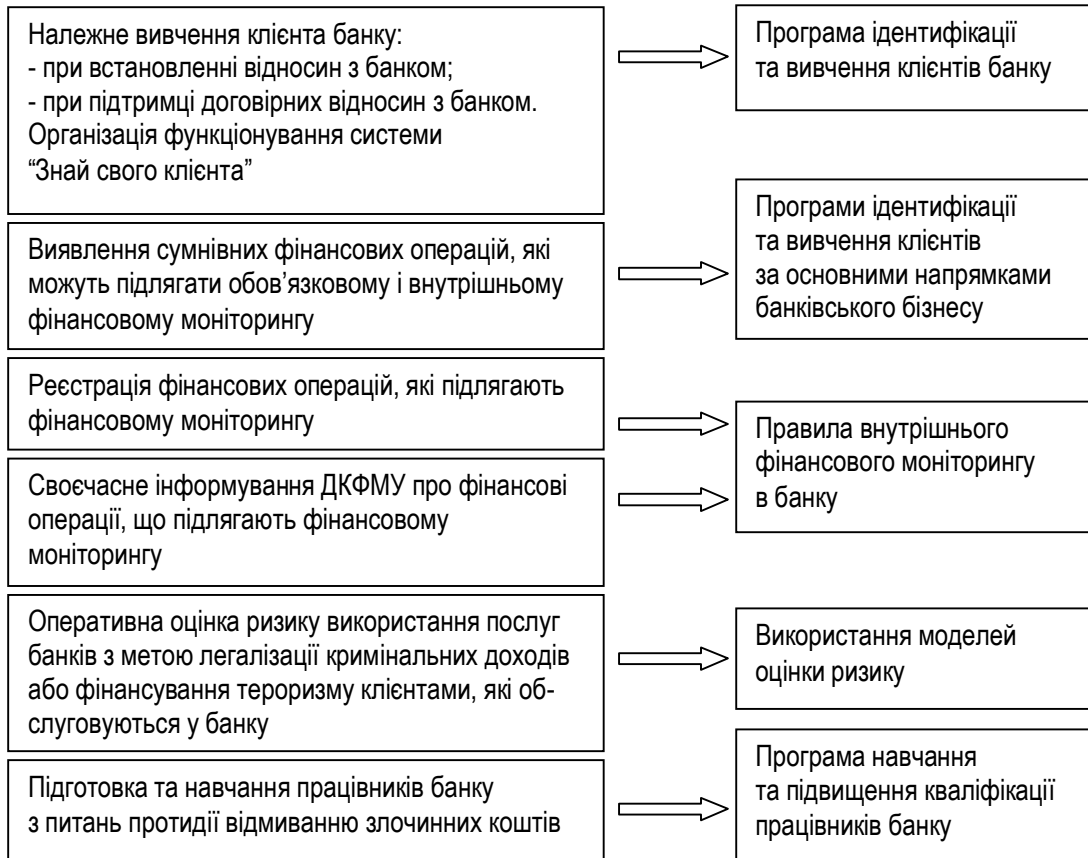 Належне вивчення клієнта банку:
- при встановленні відносин з банком;
- при підтримці договірних відносин з банком.
Організація функціонування системи
“Знай свого клієнта”
Програма ідентифікації
та вивчення клієнтів банку
Виявлення сумнівних фінансових операцій, які
можуть підлягати обов’язковому і внутрішньому
фінансовому моніторингу
Програми ідентифікації
та вивчення клієнтів
за основними напрямками
банківського бізнесу
Реєстрація фінансових операцій, які підлягають
фінансовому моніторингу
Своєчасне інформування ДКФМУ про фінансові
операції, що підлягають фінансовому
моніторингу
Правила внутрішнього
фінансового моніторингу
в банку
Оперативна оцінка ризику використання послуг
банків з метою легалізації кримінальних доходів
або фінансування тероризму клієнтами, які об-
слуговуються у банку
Використання моделей
оцінки ризику
Підготовка та навчання працівників банку
з питань протидії відмиванню злочинних коштів
Програма навчання
та підвищення кваліфікації
працівників банку